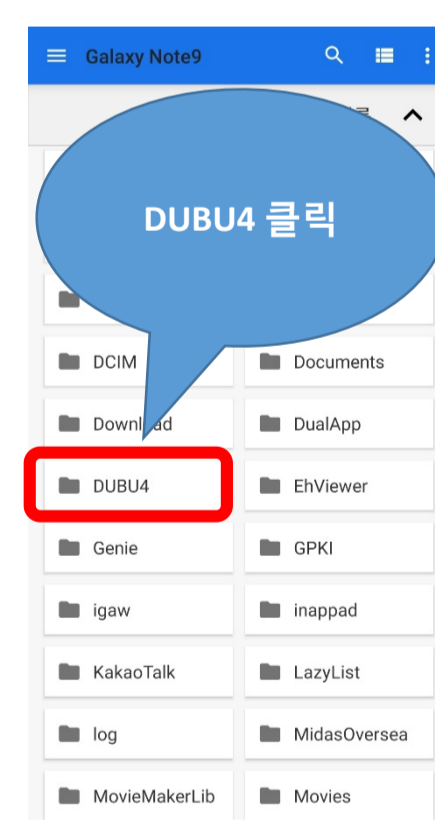 Galaxy Note9
DUBU4 클릭
DCIM
Documents
Download
DualApp
DUBU4
EhViewer
Genie
GPKI
igaw
inappad
KakaoTalk
LazyList
log
MidasOversea
MovieMakerLib
Movies